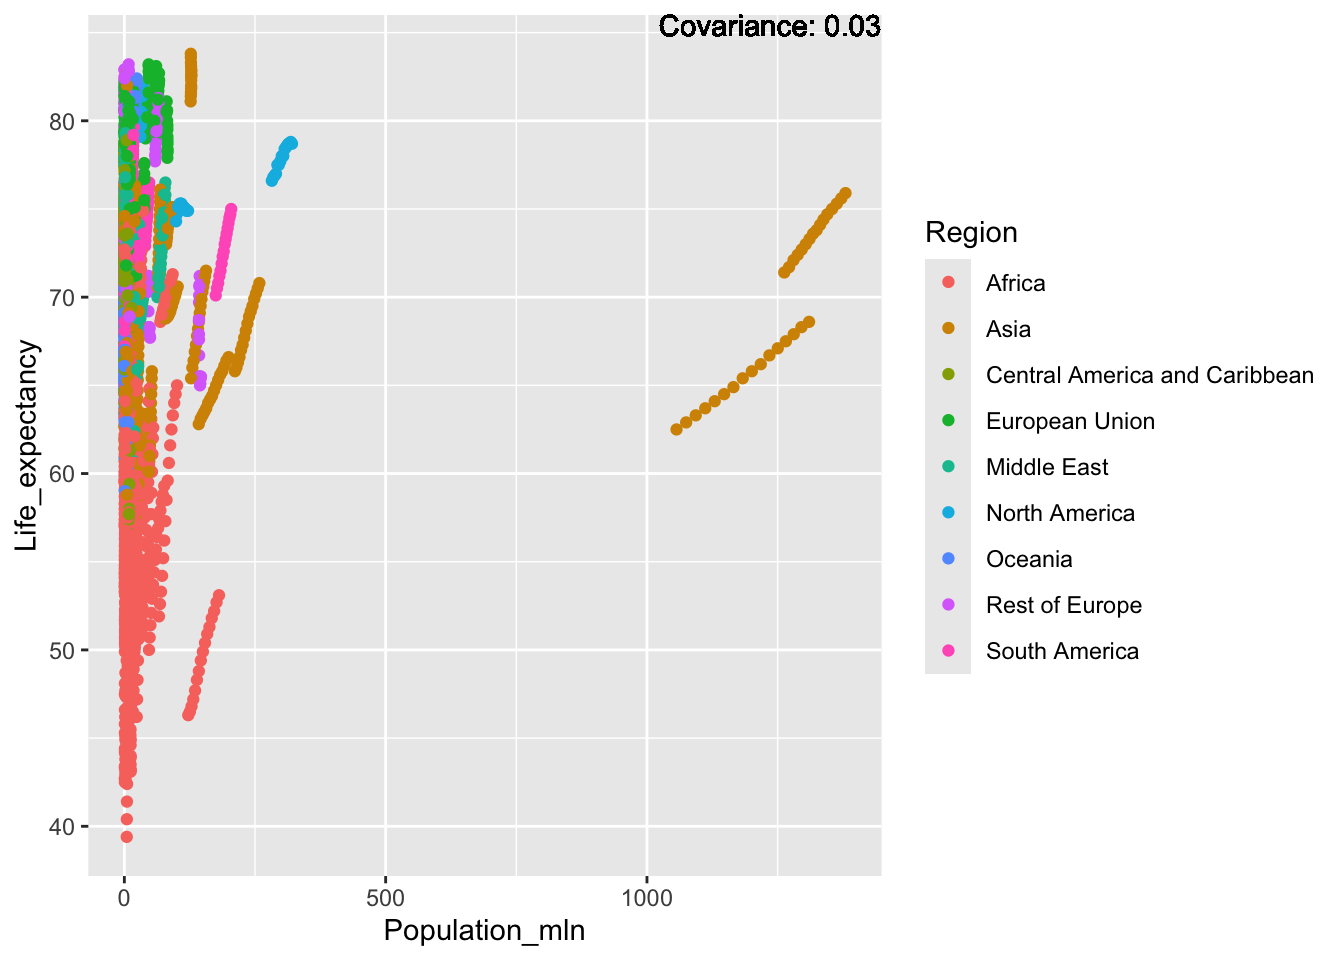 Covariance: 0.03
Life_expectancy
80
70
60
50
40
0
500
1000
Population_mln
Region
Africa
Asia
Central America and Caribbean
European Union
Middle East
North America
Oceania
Rest of Europe
South America